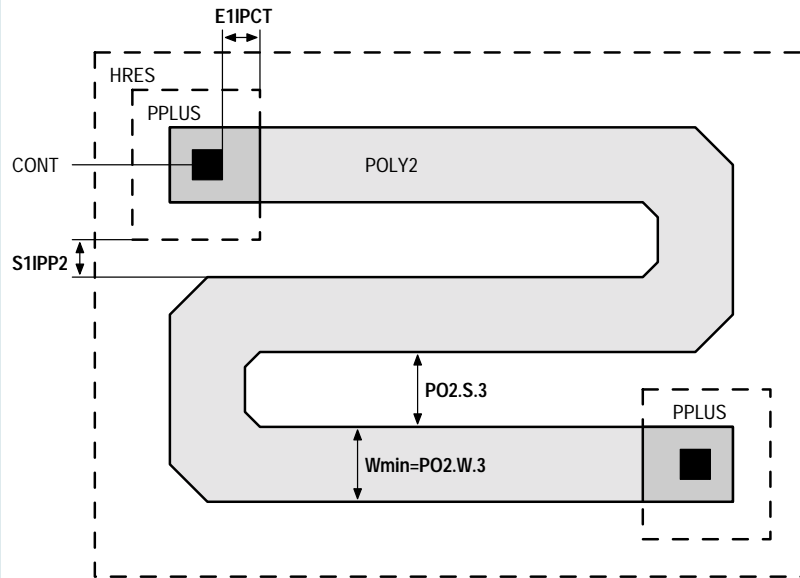 E1IPCT
HRES
PPLUS
CONT
POLY2
S1IPP2
PO2.S.3
PPLUS
Wmin=PO2.W.3